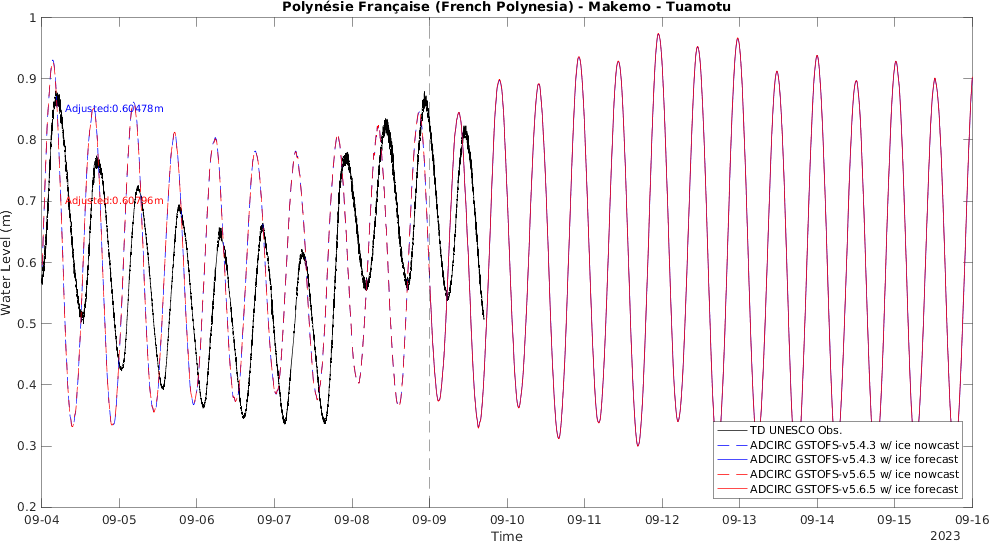 Polynésie Française (French Polynesia) - Makemo - Tuamotu
1
0.9
Adjusted:0.60478m
0.8
0.7
Adjusted:0.60796m
Water Level (m)
0.6
0.5
0.4
0.3
0.2
TD UNESCO Obs.
ADCIRC GSTOFS-v5.4.3 w/ ice nowcast
ADCIRC GSTOFS-v5.4.3 w/ ice forecast
ADCIRC GSTOFS-v5.6.5 w/ ice nowcast
ADCIRC GSTOFS-v5.6.5 w/ ice forecast
09-04 09-05 09-06 09-07 09-08 09-09 09-10 09-11 09-12 09-13 09-14 09-15 09-16
Time
2023